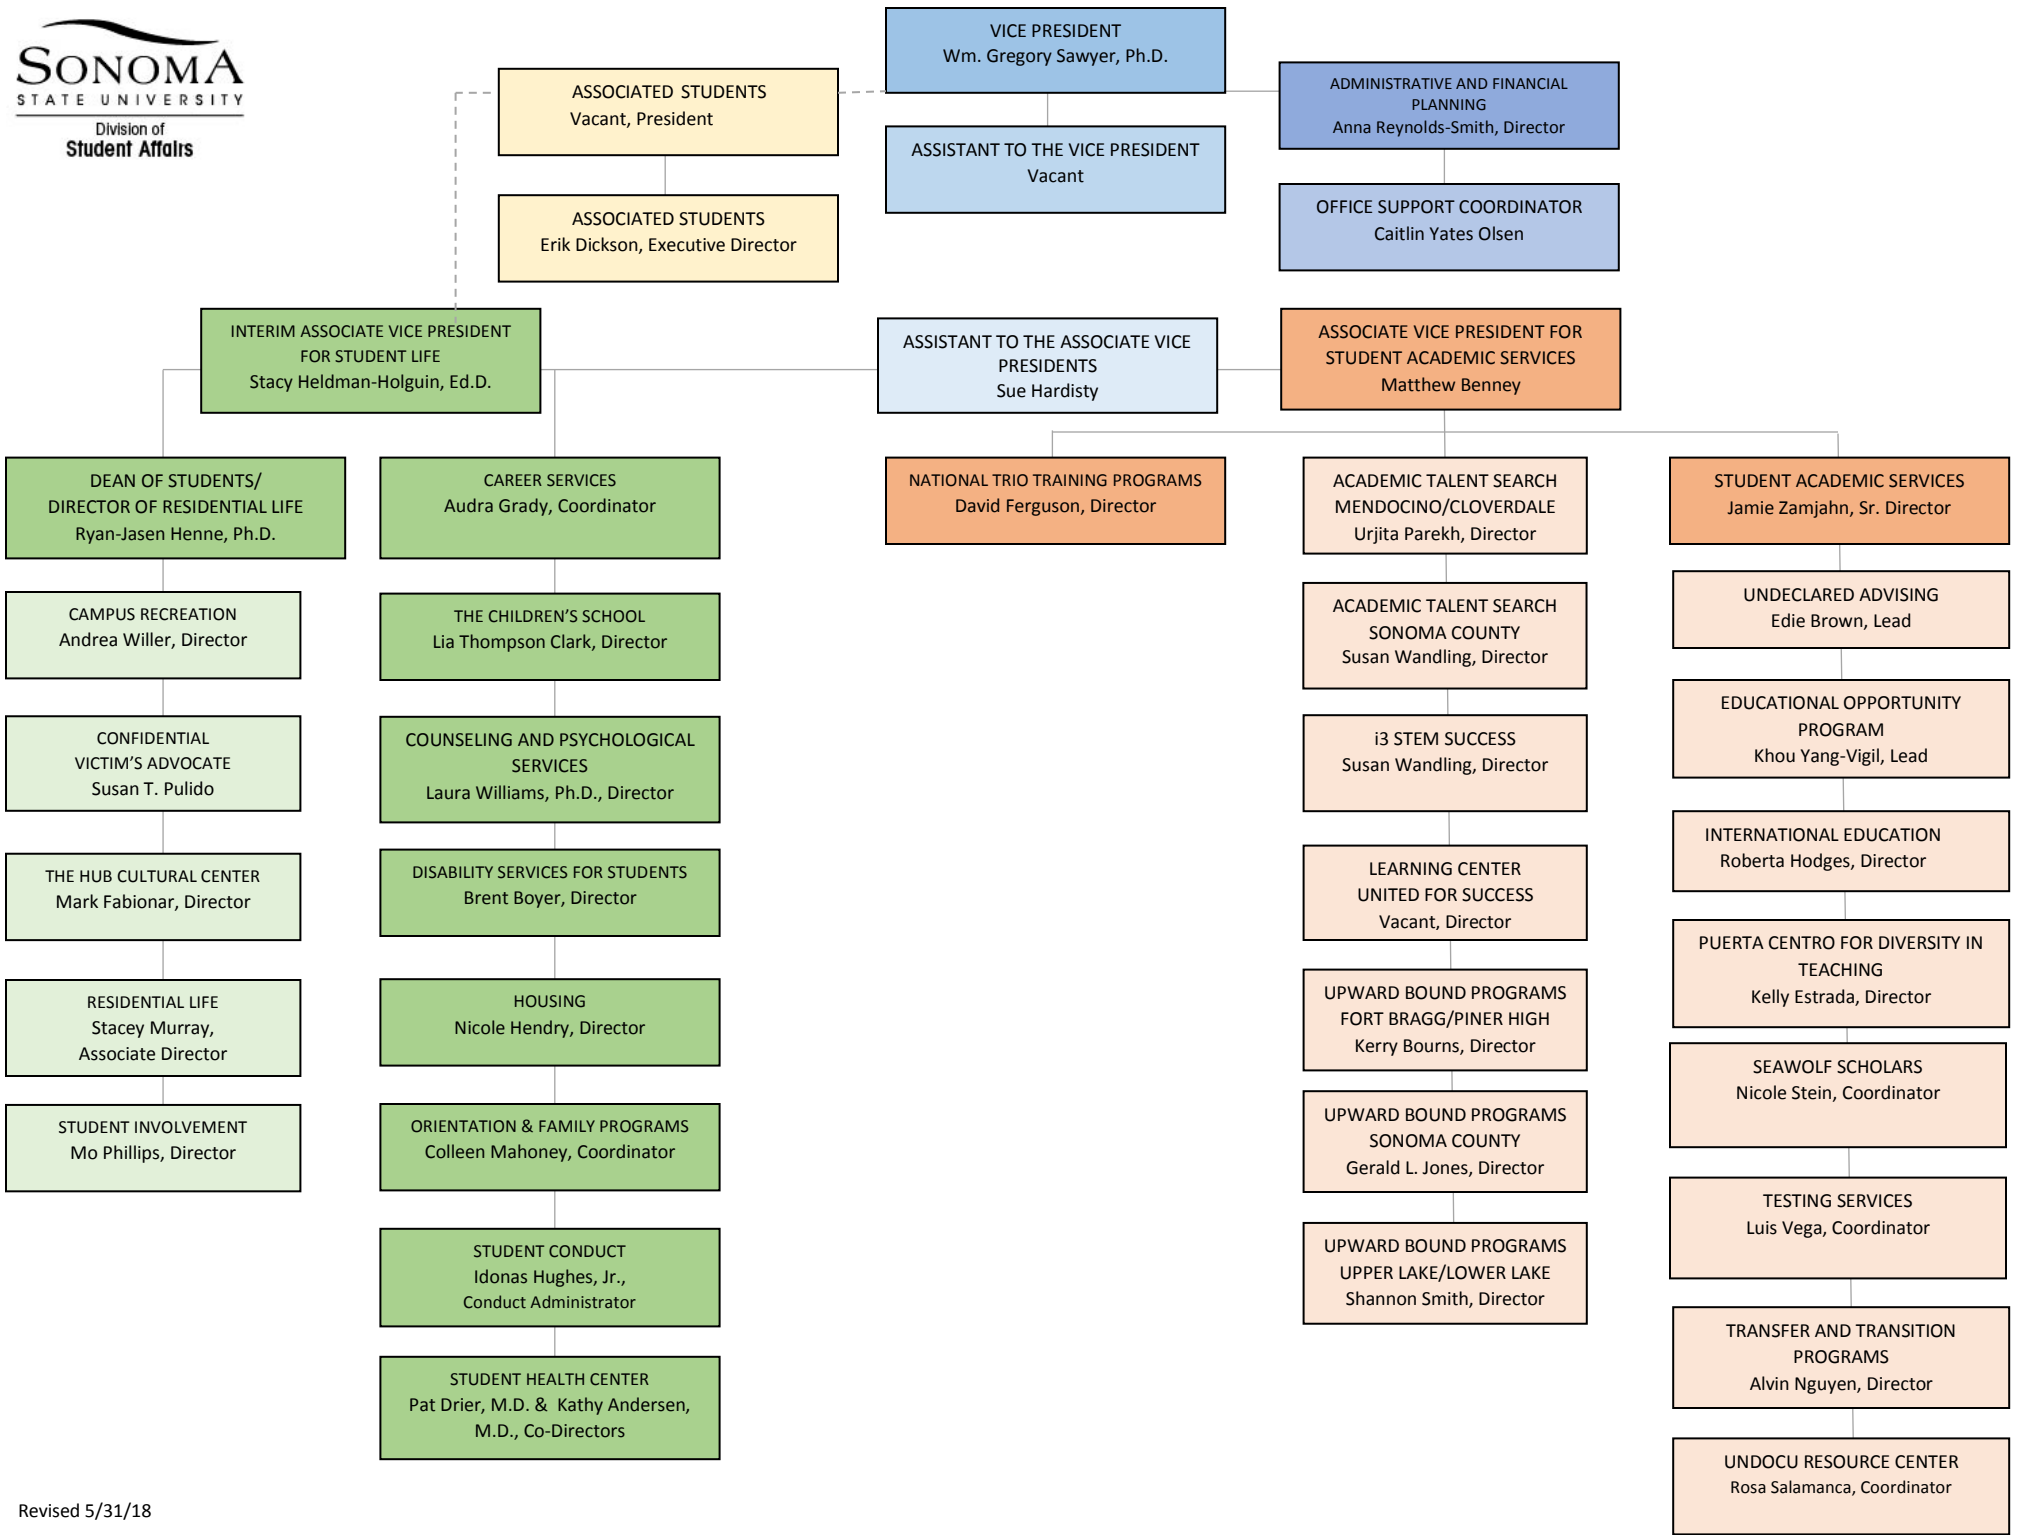 SONOMA
STATE UNIVERSITY
Division of
Student Affairs
VICE PRESIDENT
Wm. Gregory Sawyer, Ph.D.
ASSOCIATED STUDENTS
Vacant, President
ADMINISTRATIVE AND FINANCIAL
PLANNING
Anna Reynolds-Smith, Director
ASSISTANT TO THE VICE PRESIDENT
Vacant
ASSOCIATED STUDENTS
Erik Dickson, Executive Director
OFFICE SUPPORT COORDINATOR
Caitlin Yates Olsen
INTERIM ASSOCIATE VICE PRESIDENT
FOR STUDENT LIFE
Stacy Heldman-Holguin, Ed.D.
ASSISTANT TO THE ASSOCIATE VICE
PRESIDENTS
Sue Hardisty
ASSOCIATE VICE PRESIDENT FOR
STUDENT ACADEMIC SERVICES
Matthew Benney
DEAN OF STUDENTS/
DIRECTOR OF RESIDENTIAL LIFE
Ryan-Jasen Henne, Ph.D.
CAMPUS RECREATION
Andrea Willer, Director
CONFIDENTIAL
VICTIM’S ADVOCATE
Susan T. Pulido
THE HUB CULTURAL CENTER
Mark Fabionar, Director
RESIDENTIAL LIFE
Stacey Murray,
Associate Director
STUDENT INVOLVEMENT
Mo Phillips, Director
CAREER SERVICES
Audra Grady, Coordinator
THE CHILDREN’S SCHOOL
Lia Thompson Clark, Director
COUNSELING AND PSYCHOLOGICAL
SERVICES
Laura Williams, Ph.D., Director
DISABILITY SERVICES FOR STUDENTS
Brent Boyer, Director
HOUSING
Nicole Hendry, Director
ORIENTATION & FAMILY PROGRAMS
Colleen Mahoney, Coordinator
STUDENT CONDUCT
Idonas Hughes, Jr.,
Conduct Administrator
STUDENT HEALTH CENTER
Pat Drier, M.D. & Kathy Andersen,
M.D., Co-Directors
NATIONAL TRIO TRAINING PROGRAMS
David Ferguson, Director
ACADEMIC TALENT SEARCH
MENDOCINO/CLOVERDALE
Urjita Parekh, Director
ACADEMIC TALENT SEARCH
SONOMA COUNTY
Susan Wandling, Director
i3 STEM SUCCESS
Susan Wandling, Director
LEARNING CENTER
UNITED FOR SUCCESS
Vacant, Director
UPWARD BOUND PROGRAMS
FORT BRAGG/PINER HIGH
Kerry Bourns, Director
UPWARD BOUND PROGRAMS
SONOMA COUNTY
Gerald L. Jones, Director
UPWARD BOUND PROGRAMS
UPPER LAKE/LOWER LAKE
Shannon Smith, Director
STUDENT ACADEMIC SERVICES
Jamie Zamjahn, Sr. Director
UNDECLARED ADVISING
Edie Brown, Lead
EDUCATIONAL OPPORTUNITY
PROGRAM
Khou Yang-Vigil, Lead
INTERNATIONAL EDUCATION
Roberta Hodges, Director
PUERTA CENTRO FOR DIVERSITY IN
TEACHING
Kelly Estrada, Director
SEAWOLF SCHOLARS
Nicole Stein, Coordinator
TESTING SERVICES
Luis Vega, Coordinator
TRANSFER AND TRANSITION
PROGRAMS
Alvin Nguyen, Director
UNDOCU RESOURCE CENTER
Rosa Salamanca, Coordinator
Revised 5/31/18